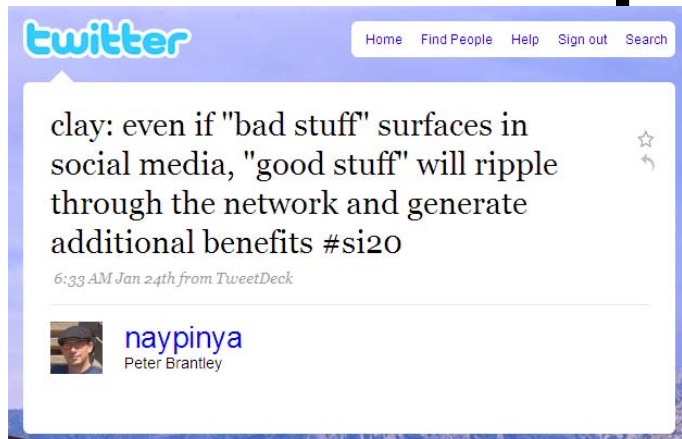 twitter
Home Find People Help Sign out Search
clay: even if "bad stuff" surfaces in
social media, "good stuff" will ripple
through the network and generate
additional benefits #si20
6:33 AM Jan 24th from TweetDeck
naypinya
Peter Brantley